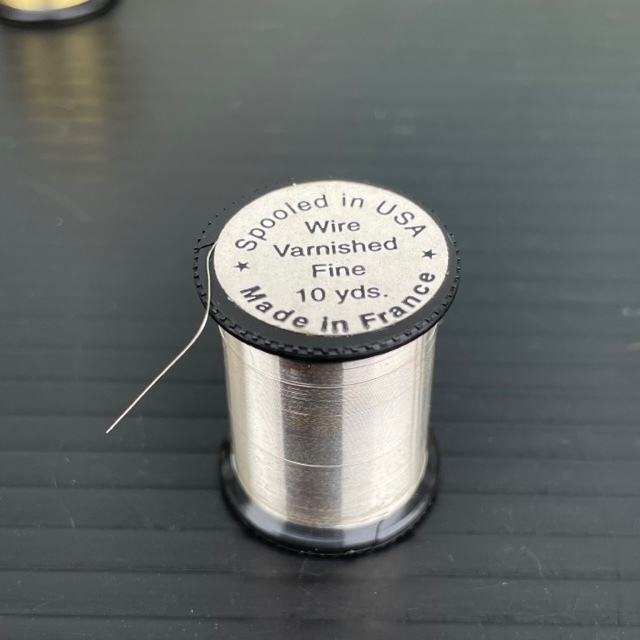 Spooled in USA
Wire
Varnished
Fine
10 yds.
Made in France